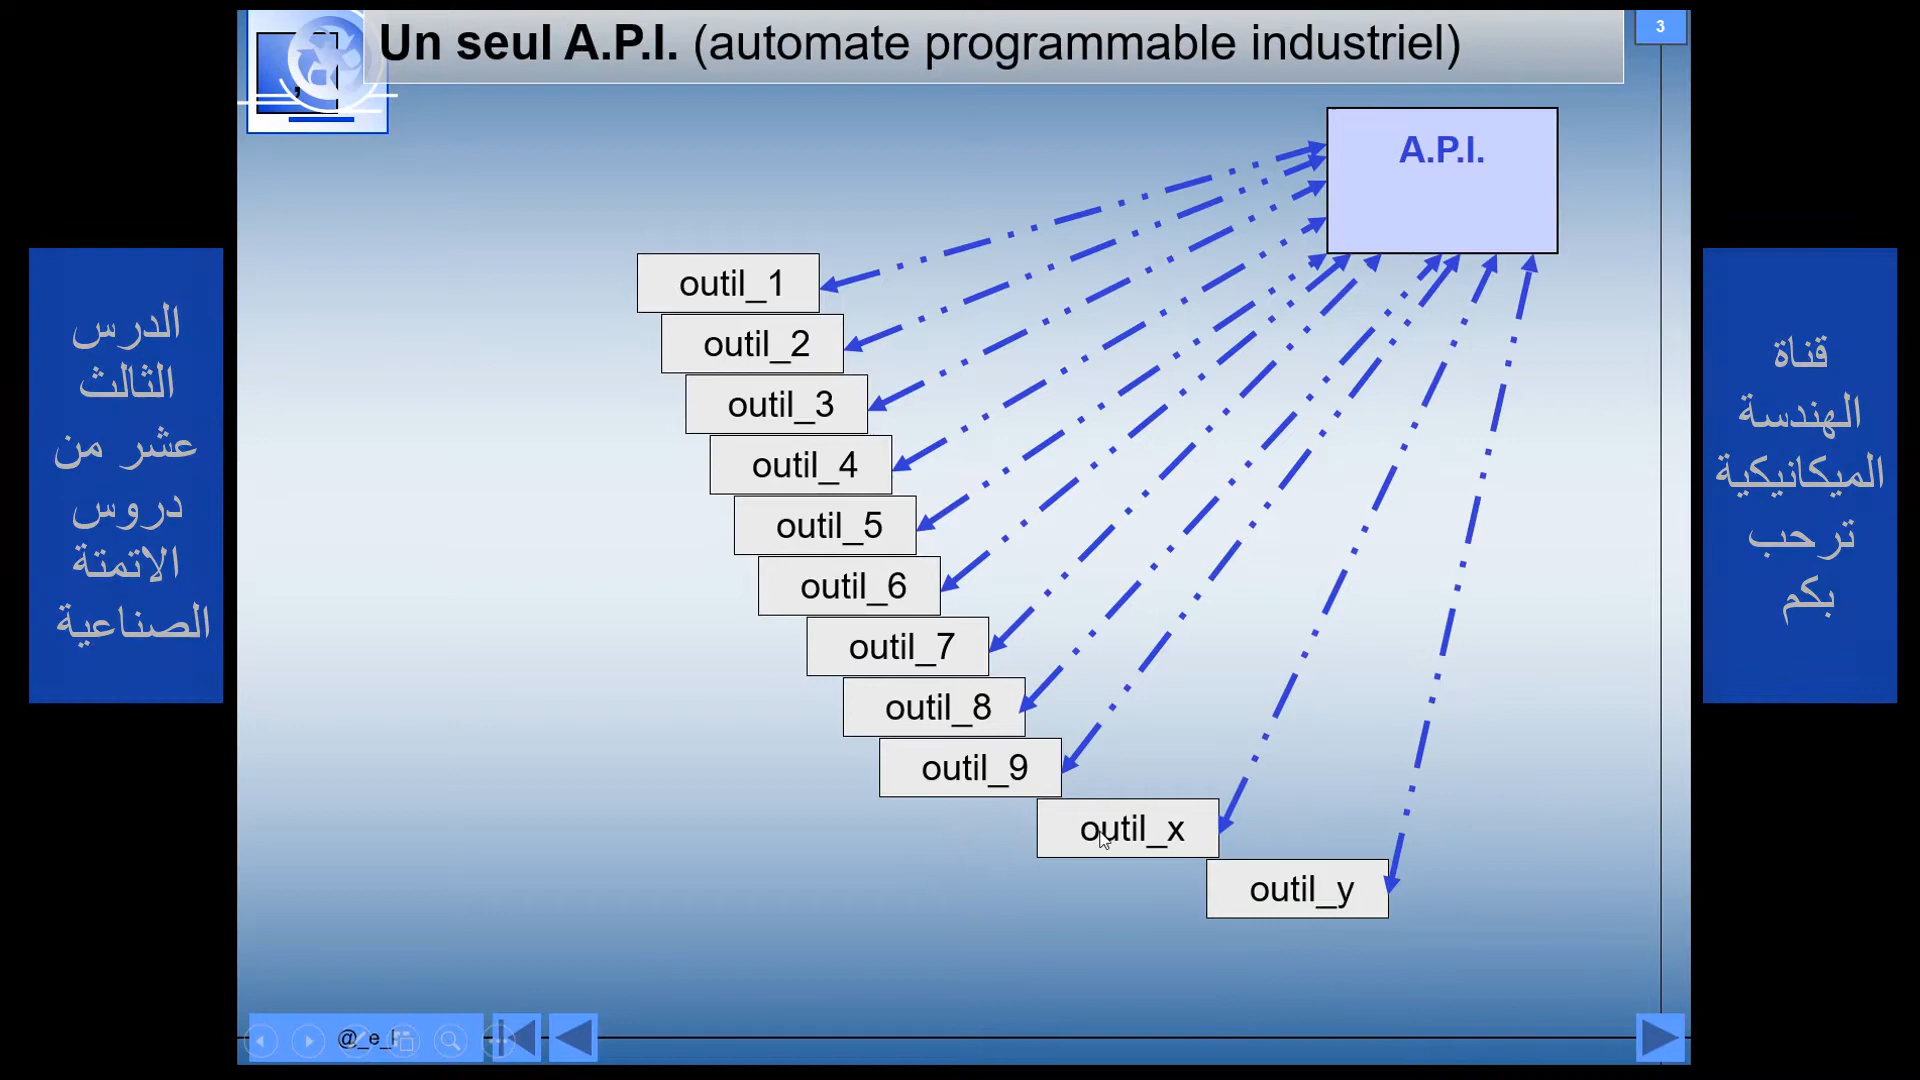 Un seul A.P.I. (automate programmable industriel)
3
A.P.I.
outil_1
outil_2
outil_3
outil_4
outil_5
outil_6
outil_7
outil_8
outil_9
outil_x
outil_y
الدرس
الثالث
عشر من
دروس
الاتمتة
الصناعية
قناة
الهندسة
الميكانيكية
ترحب
بكم